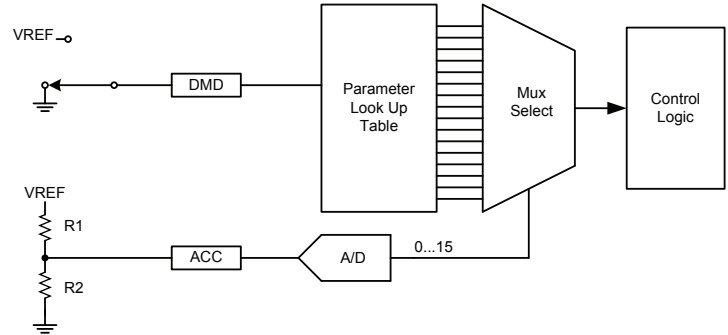 VREF
DMD
Parameter
Look Up
Table
Mux
Select
Control
Logic
VREF
R1
ACC
A/D
0...15
R2